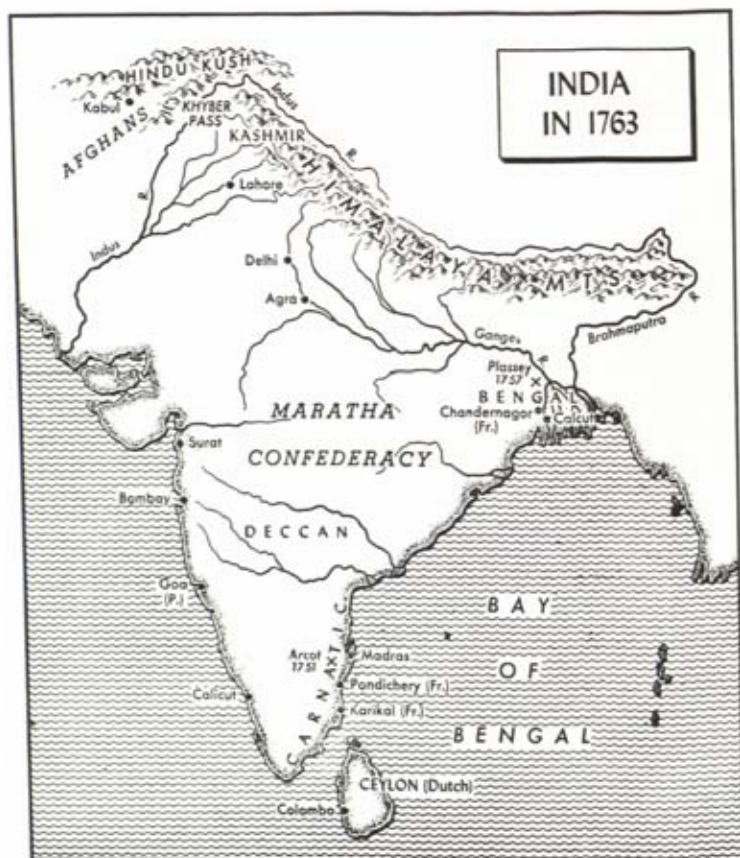 INDIA
IN 1763
HINDU KUSH
Kabul
AFGHANS
KHYBER
PASS
Indus
R.
KASHMIR
HIMALAYAS MTS
Lahore
R.
Indus
Delhi
Agra
Ganges
R
Brahmaputra
R
Plassey
1757
X
BENGAL
Chandernagor
(Fr.)
Calcut
MARATHA
CONFEDERACY
Surat
Bombay
DECCAN
Goa
(P.)
CARNATIC
Arcot
1751
X
Madras
Pondichery (Fr.)
Karikal (Fr.)
Calicut
BAY
OF
BENGAL
CEYLON (Dutch)
Colombo